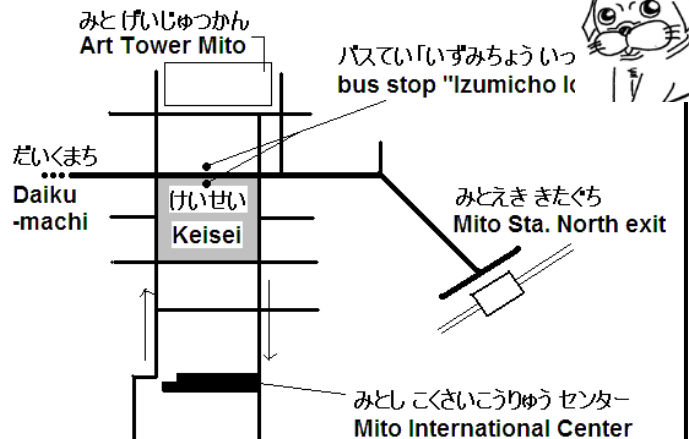 みと げいじゅつかん
Art Tower Mito
バスてい「いずみちょう いっ
bus stop "Izumicho
だいくまち
Daiku
-machi
けいせい
Keisei
みとえき きたぐち
Mito Sta. North exit
みとし こくさいこうりゅう センター
Mito International Center